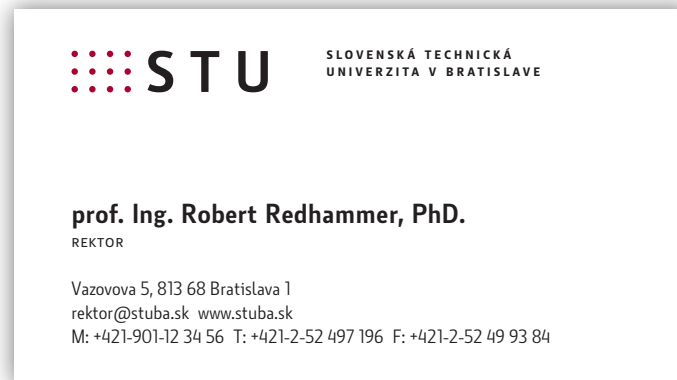 STU
SLOVENSKÁ TECHNICKÁ
UNIVERZITA V BRATISLAVE
prof. Ing. Robert Redhammer, PhD.
REKTOR
Vazovova 5, 813 68 Bratislava 1
rektor@stuba.sk www.stuba.sk
M: +421-901-12 34 56 T: +421-2-52 497 196 F: +421-2-52 49 93 84